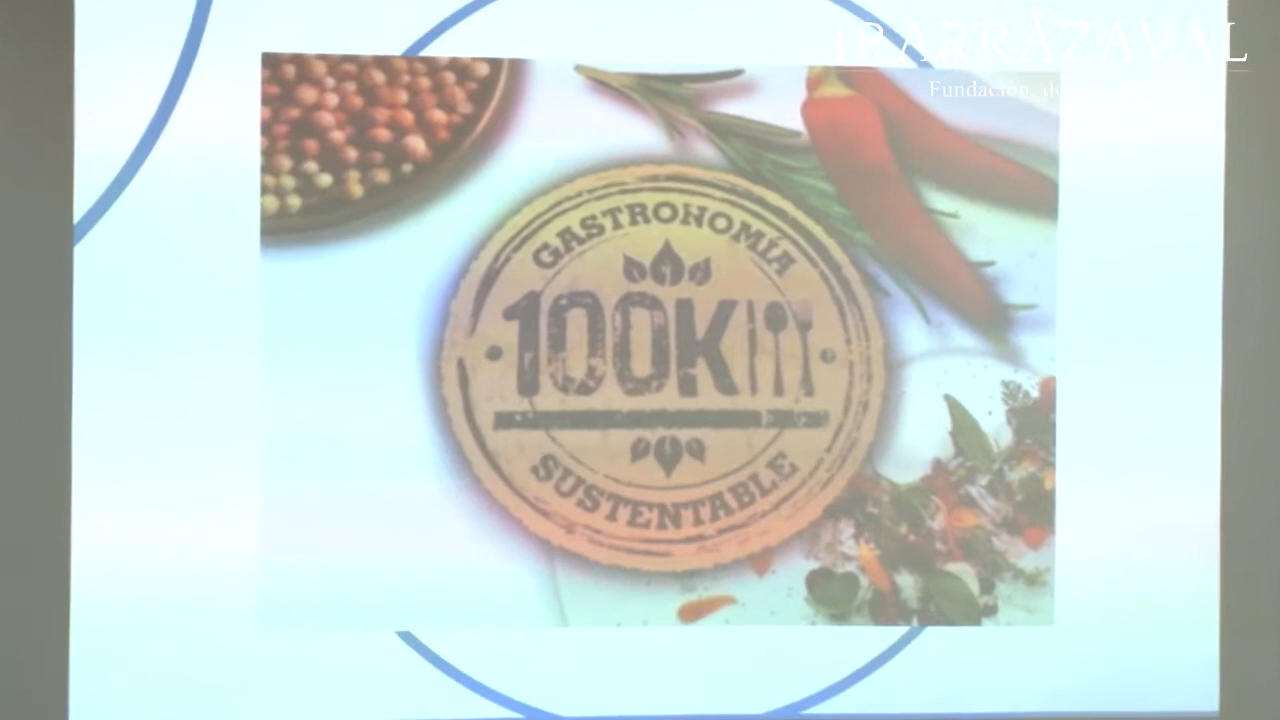 IRARRÁZAVAL
Fundación
GASTRONOMÍA
100K
SUSTENTABLE